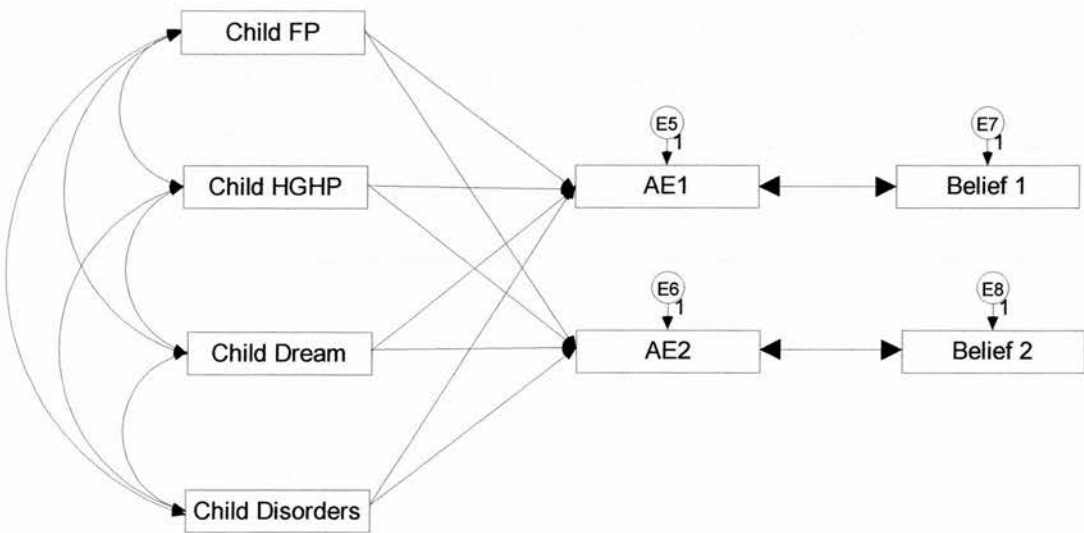 Child FP
Child HGHP
Child Dream
Child Disorders
E5
1
AE1
E7
1
Belief 1
E6
1
AE2
E8
1
Belief 2